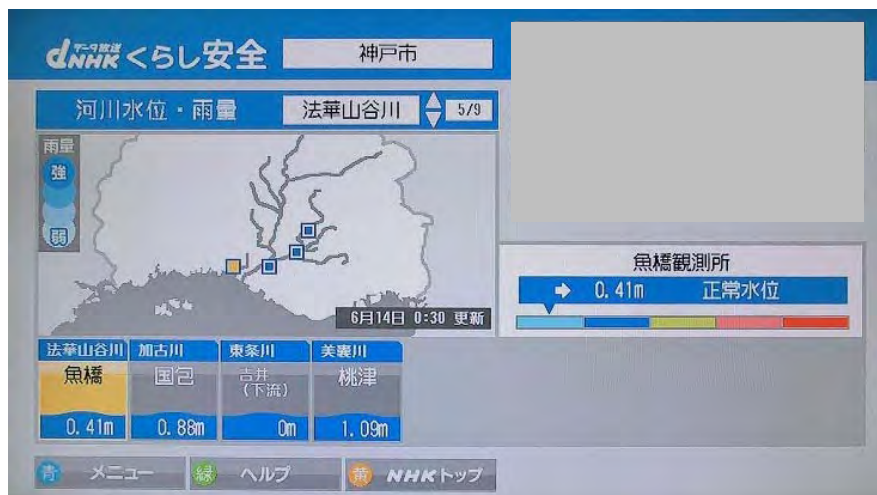 データ放送
dNHK くらし安全 神戸市
河川水位・雨量 法華山谷川 5/9
雨量
強
弱
6月14日 0:30 更新
魚橋観測所
0.41m 正常水位
法華山谷川 加古川 東条川 美嚢川
魚橋 国包 吉井(下流) 桃津
0.41m 0.88m 0m 1.09m
青 メニュー 緑 ヘルプ 黄 NHKトップ